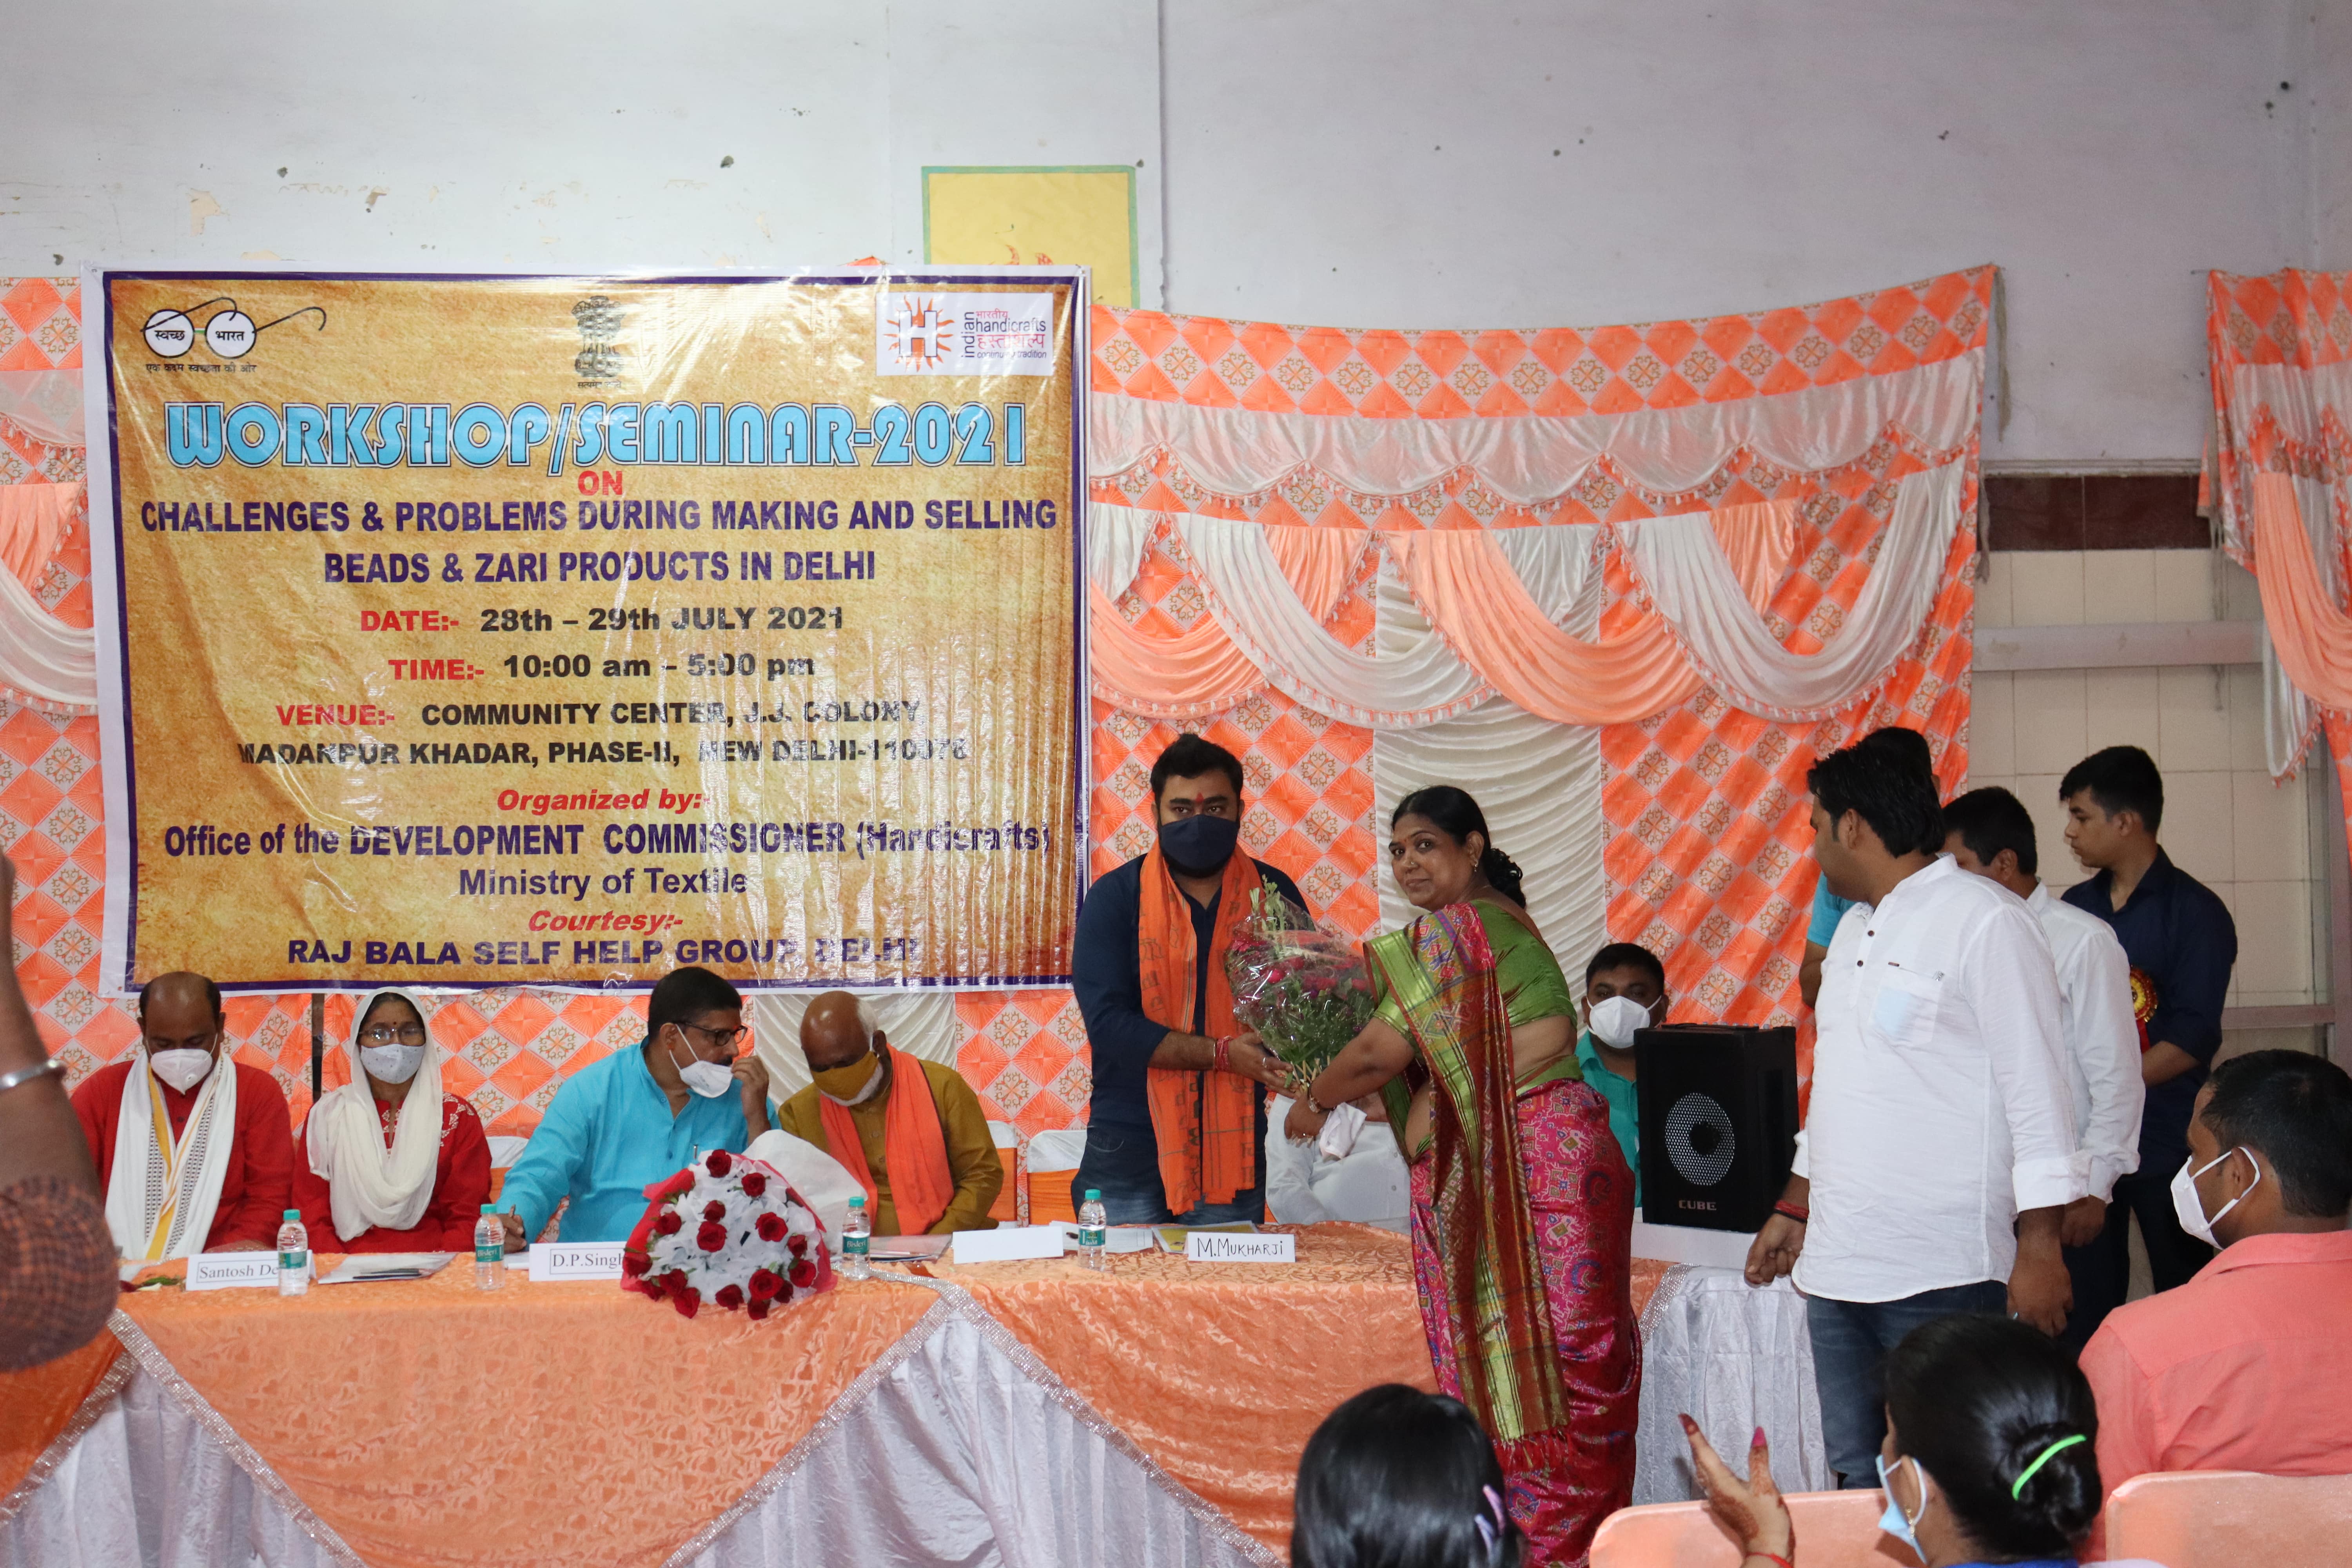 स्वच्छ भारत
एक कदम स्वच्छता की ओर
H
indian
भारतीय
handicrafts
हस्तशिल्प
tradition
WORKSHOP/SEMINAR-2021
ON
CHALLENGES & PROBLEMS DURING MAKING AND SELLING
BEADS & ZARI PRODUCTS IN DELHI
DATE:- 28th – 29th JULY 2021
TIME:- 10:00 am – 5:00 pm
VENUE:- COMMUNITY CENTER, J.J. COLONY
MADANPUR KHADAR, PHASE-II, NEW DELHI-110076
Organized by:-
Office of the DEVELOPMENT COMMISSIONER (Handicrafts)
Ministry of Textile
Courtesy:-
RAJ BALA SELF HELP GROUP, DELHI
Santosh De
D.P.Singh
M.MUKHARJI
Bisleri
Bisleri
CUBE